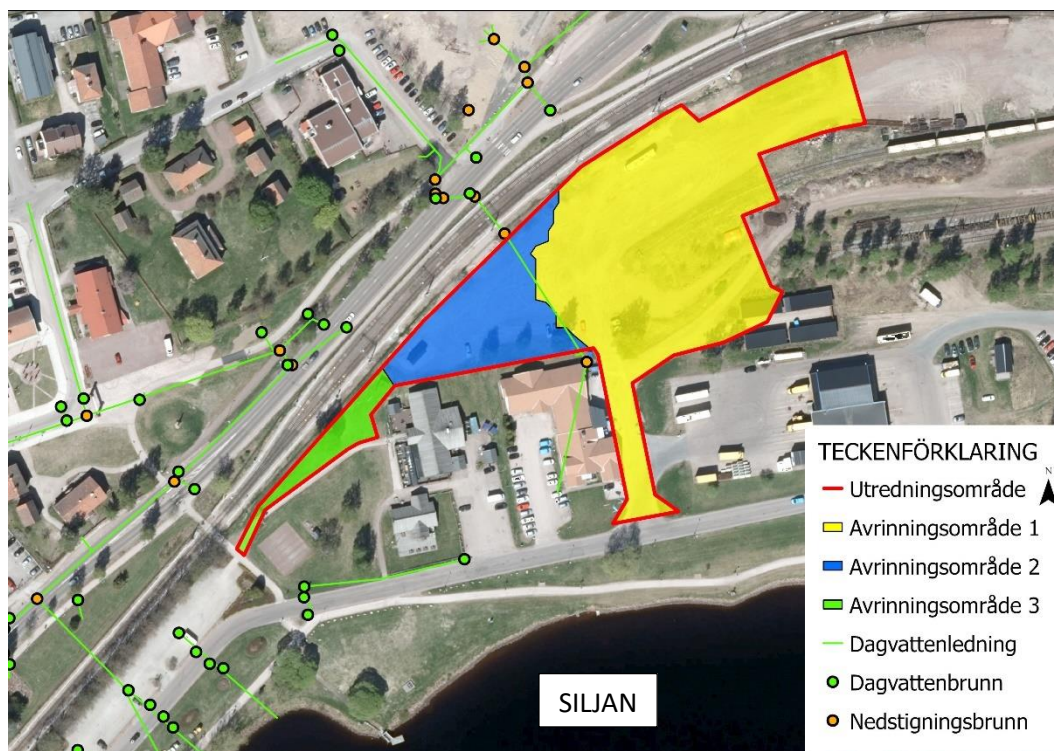 TECKENFÖRKLARING
N
Utredningsområde
Avrinningsområde 1
Avrinningsområde 2
Avrinningsområde 3
Dagvattenledning
Dagvattenbrunn
Nedstigningsbrunn
SILJAN